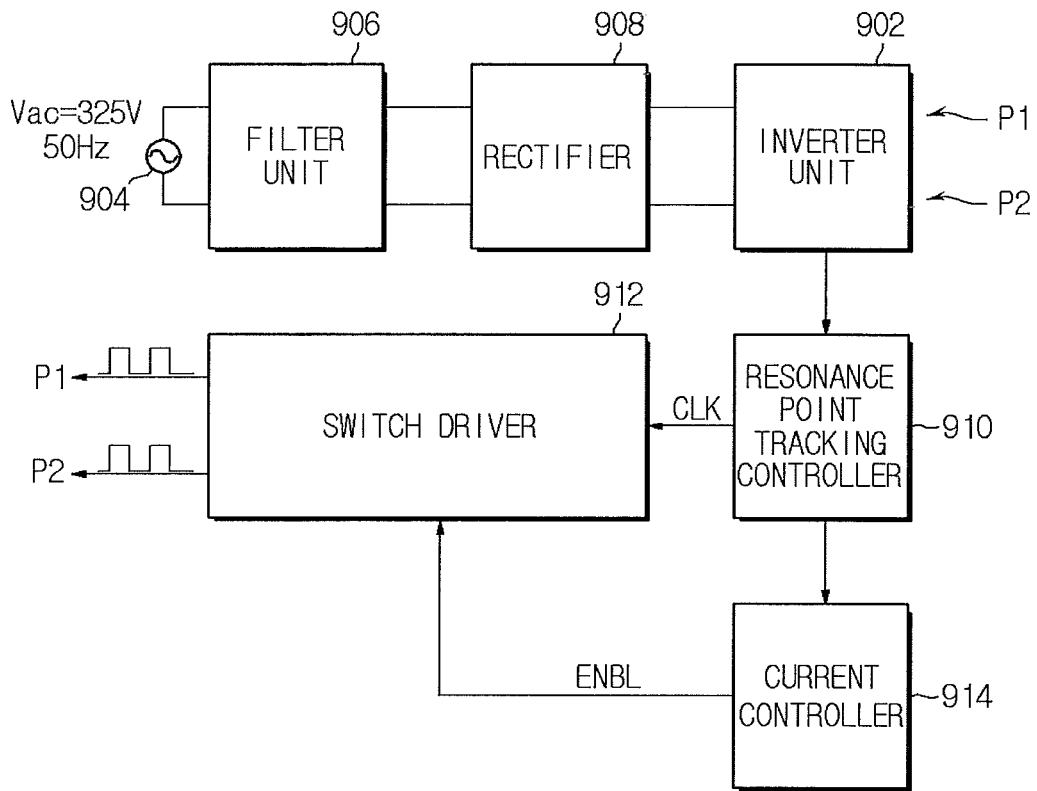 906
908
902
Vac=325V
50Hz
904
FILTER
UNIT
RECTIFIER
INVERTER
UNIT
P1
P2
912
P1
P2
SWITCH DRIVER
CLK
RESONANCE
POINT
TRACKING
CONTROLLER
910
ENBL
CURRENT
CONTROLLER
914